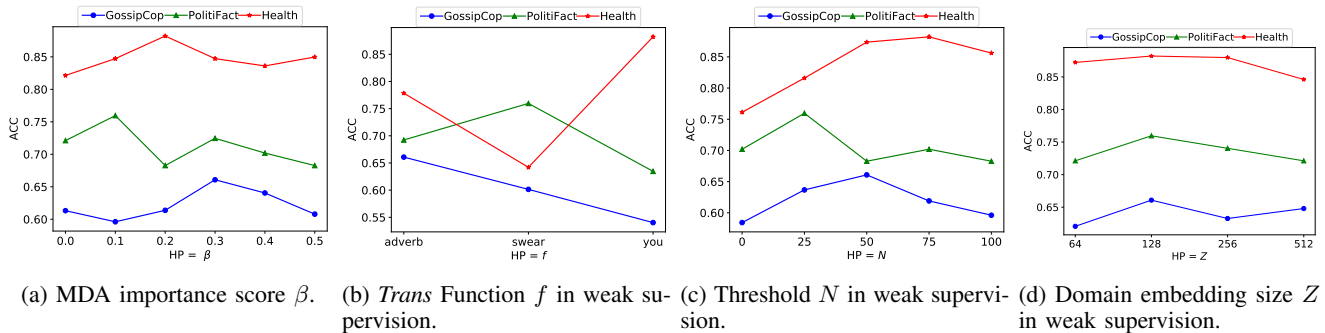 GossipCop PolitiFact Health
0.85
0.80
0.75
0.70
0.65
0.60
ACC
0.0 0.1 0.2 0.3 0.4 0.5
HP = β
GossipCop PolitiFact Health
0.85
0.80
0.75
0.70
0.65
0.60
0.55
ACC
adverb swear you
HP = f
GossipCop PolitiFact Health
0.85
0.80
0.75
0.70
0.65
0.60
ACC
0 25 50 75 100
HP = N
GossipCop PolitiFact Health
0.85
0.80
0.75
0.70
0.65
ACC
64 128 256 512
HP = Z
(a) MDA importance score β.
(b) Trans Function f in weak su-
pervision.
(c) Threshold N in weak supervi-
sion.
(d) Domain embedding size Z
in weak supervision.